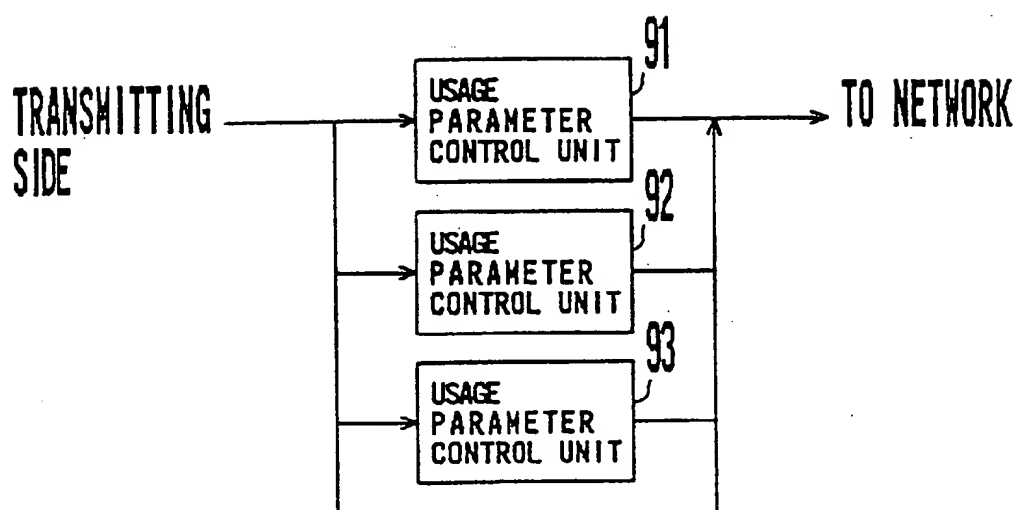 91
TRANSMITTING
SIDE
USAGE
PARAMETER
CONTROL UNIT
TO NETWORK
92
USAGE
PARAMETER
CONTROL UNIT
93
USAGE
PARAMETER
CONTROL UNIT